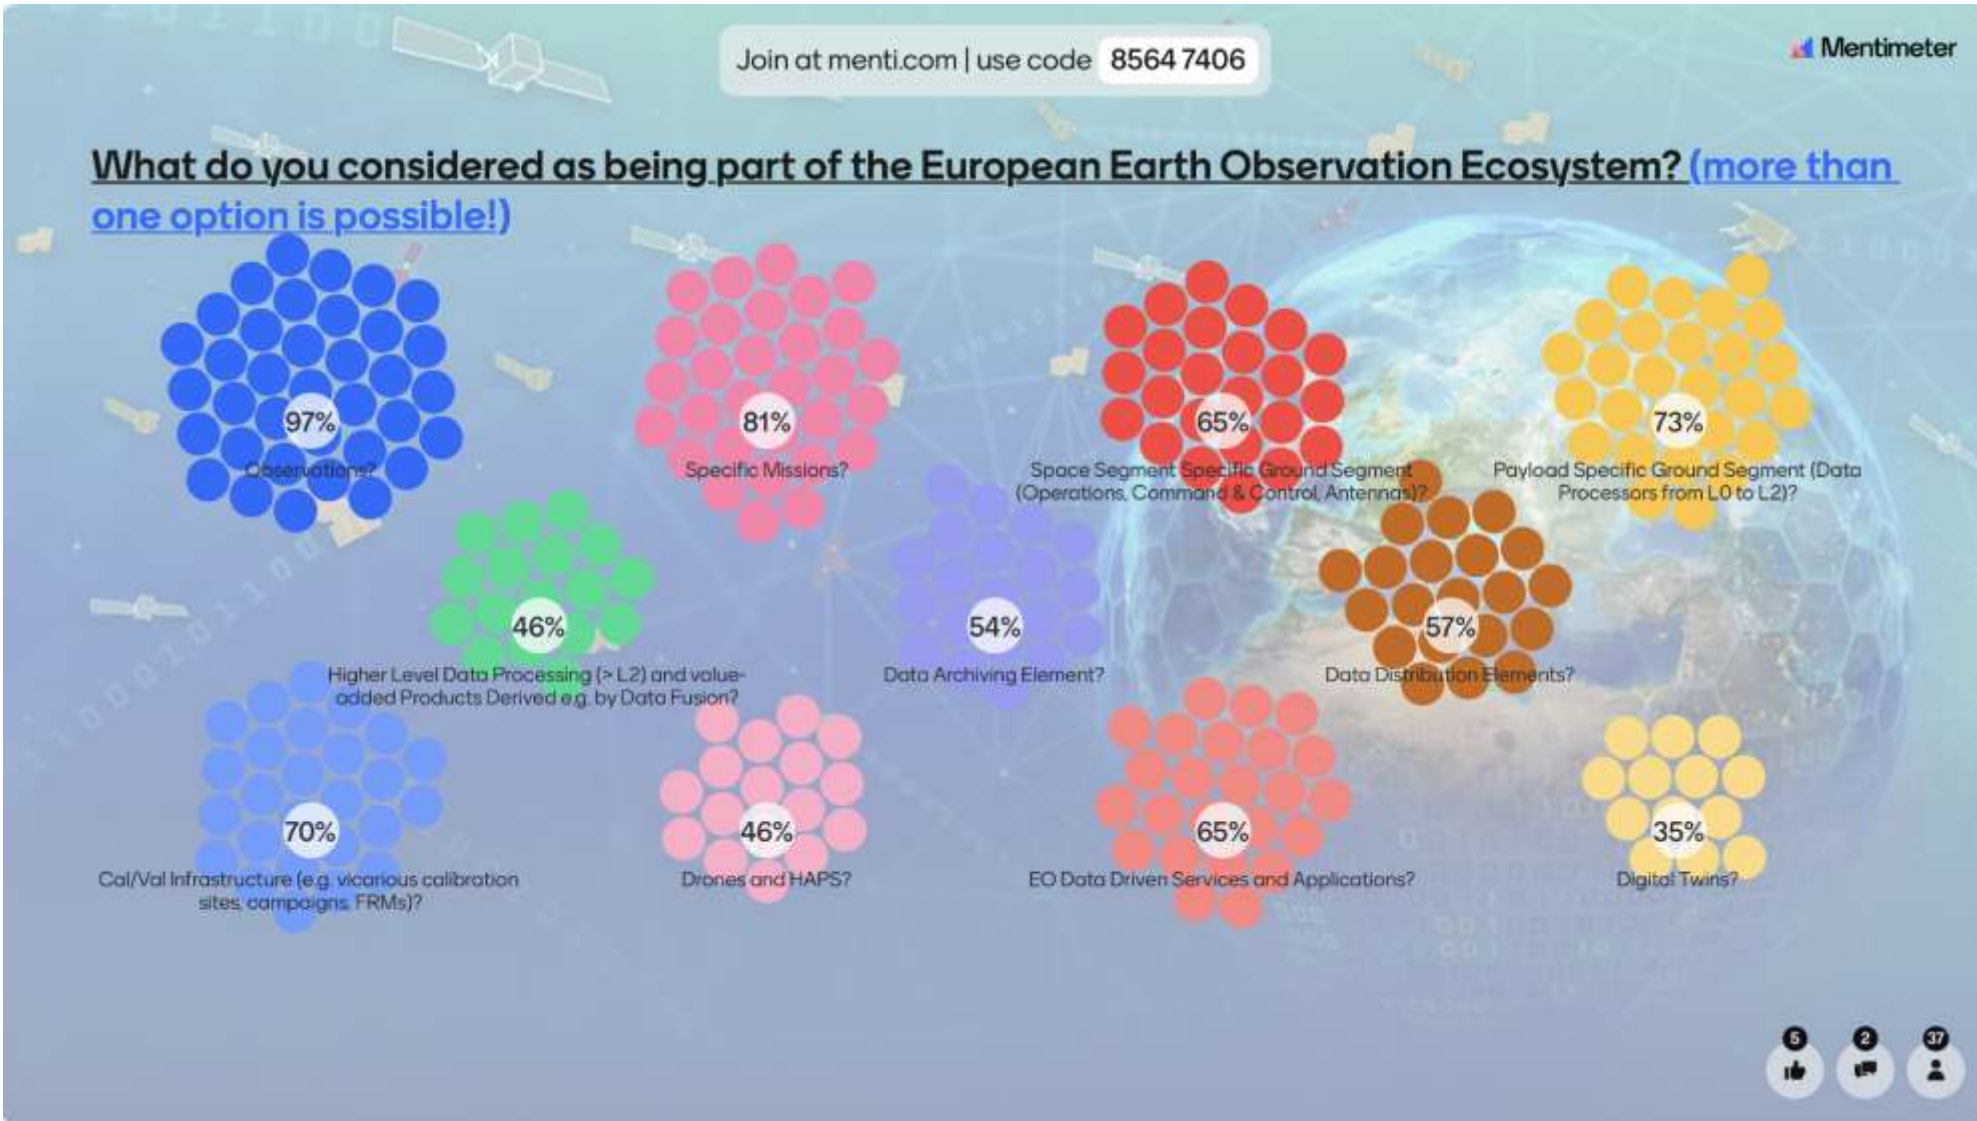 Join at menti.com | use code 8564 7406
Mentimeter
What do you considered as being part of the European Earth Observation Ecosystem? (more than
one option is possible!)
97%
Observations?
81%
Specific Missions?
65%
Space Segment Specific Ground Segment
(Operations, Command & Control, Antennas)?
73%
Payload Specific Ground Segment (Data
Processors from L0 to L2)?
46%
Higher Level Data Processing (> L2) and value-
added Products Derived e.g. by Data Fusion?
54%
Data Archiving Element?
57%
Data Distribution Elements?
70%
Cal/Val Infrastructure (e.g. vicarious calibration
sites, campaigns, FRMs)?
46%
Drones and HAPS?
65%
EO Data Driven Services and Applications?
35%
Digital Twins?
5
2
37